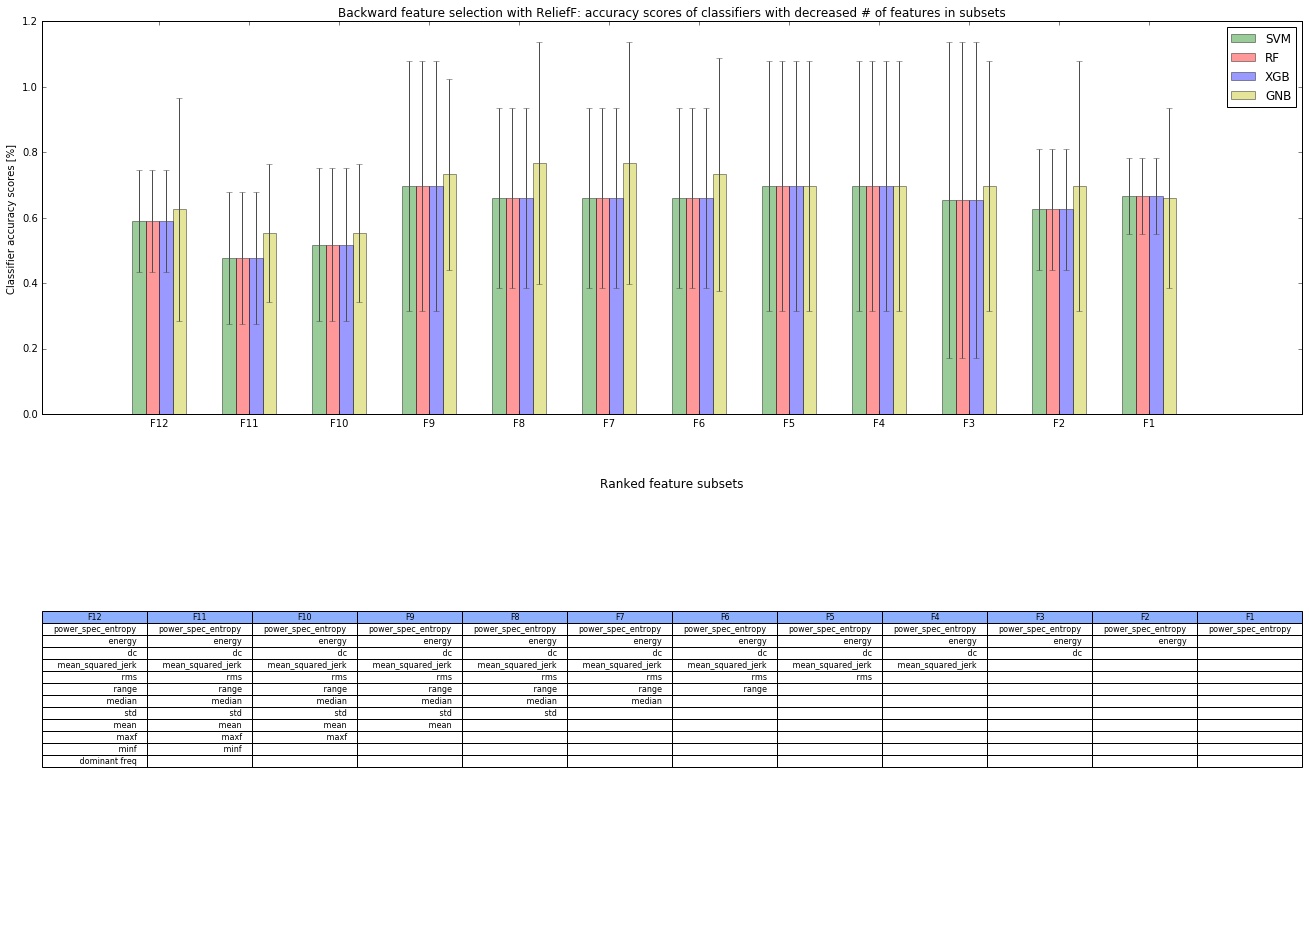 Backward feature selection with ReliefF: accuracy scores of classifiers with decreased # of features in subsets
Classifier accuracy scores [%]
1.2
1.0
0.8
0.6
0.4
0.2
0.0
SVM
RF
XGB
GNB
F12 F11 F10 F9 F8 F7 F6 F5 F4 F3 F2 F1
Ranked feature subsets
F12 F11 F10 F9 F8 F7 F6 F5 F4 F3 F2 F1
power_spec_entropy power_spec_entropy power_spec_entropy power_spec_entropy power_spec_entropy power_spec_entropy power_spec_entropy power_spec_entropy power_spec_entropy power_spec_entropy power_spec_entropy power_spec_entropy
energy energy energy energy energy energy energy energy energy energy energy
dc dc dc dc dc dc dc dc dc dc
mean_squared_jerk mean_squared_jerk mean_squared_jerk mean_squared_jerk mean_squared_jerk mean_squared_jerk mean_squared_jerk mean_squared_jerk mean_squared_jerk
rms rms rms rms rms rms rms rms
range range range range range range range
median median median median median median
std std std std std
mean mean mean mean
maxf maxf maxf
minf minf
dominant freq